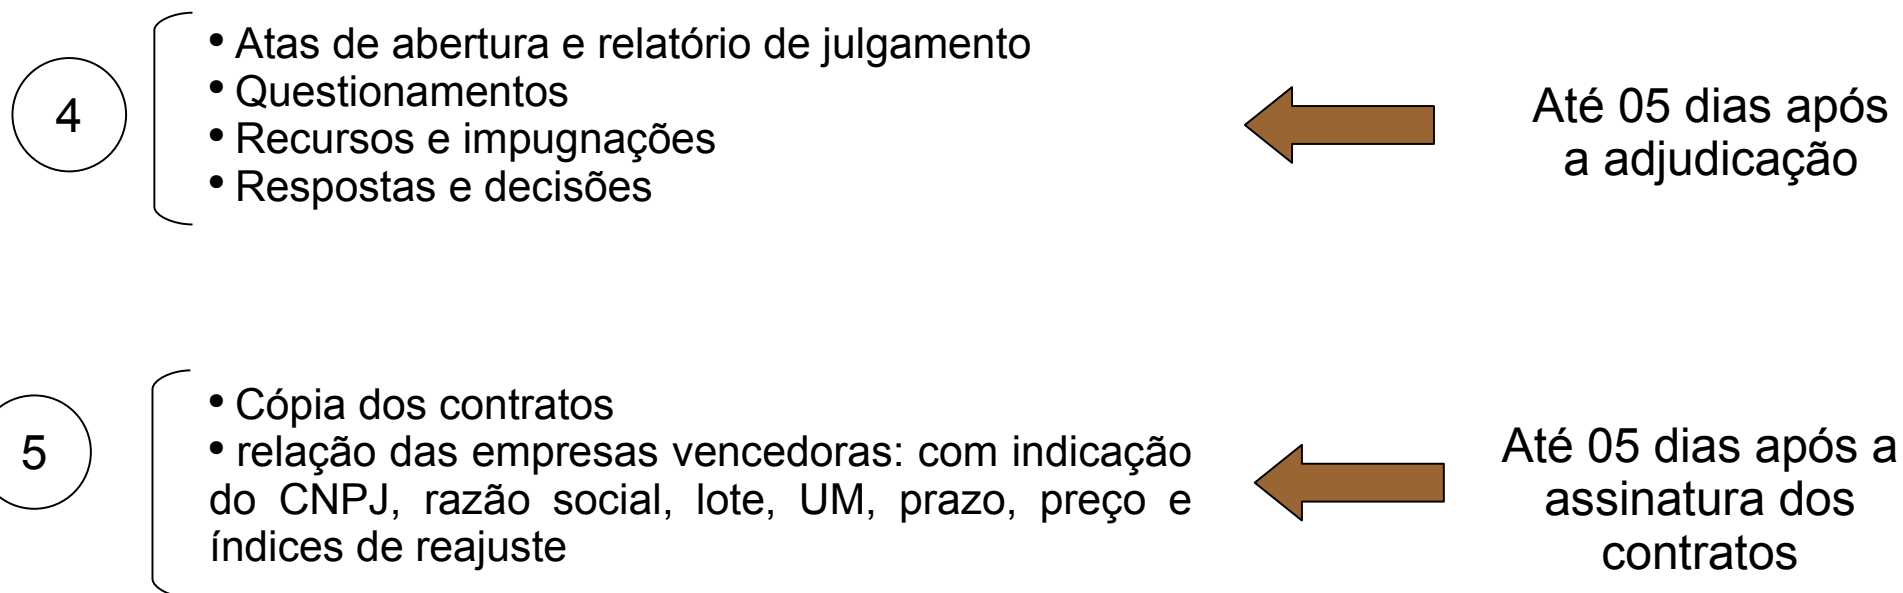 4
• Atas de abertura e relatório de julgamento
• Questionamentos
• Recursos e impugnações
• Respostas e decisões
Até 05 dias após
a adjudicação
5
• Cópia dos contratos
• relação das empresas vencedoras: com indicação
do CNPJ, razão social, lote, UM, prazo, preço e
índices de reajuste
Até 05 dias após a
assinatura dos
contratos